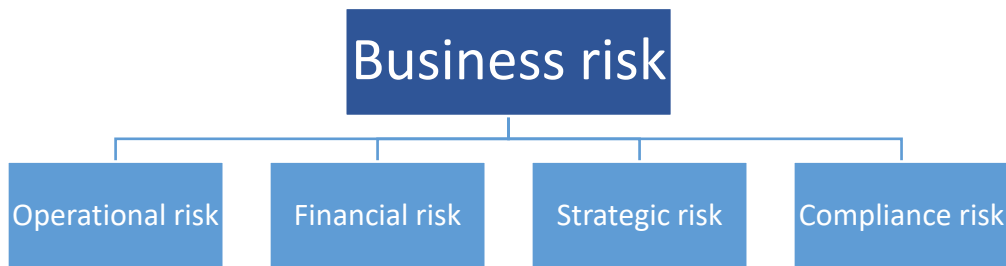 Business risk
Operational risk
Financial risk
Strategic risk
Compliance risk